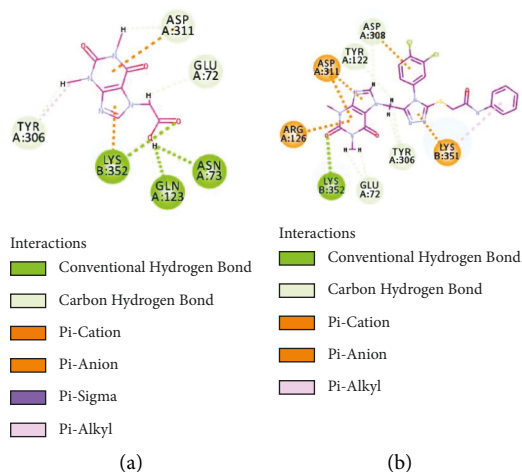 ASP
A:311
GLU
A:72
TYR
A:306
LYS
B:352
GLN
A:123
ASN
A:73
H
H
H
H
N
N
N
N
O
O
O
O
Interactions
Conventional Hydrogen Bond
Carbon Hydrogen Bond
Pi-Cation
Pi-Anion
Pi-Sigma
Pi-Alkyl
(a)
ASP
A:308
TYR
A:122
ASP
A:311
ARG
A:126
LYS
B:352
GLU
A:72
TYR
A:306
LYS
B:351
Interactions
Conventional Hydrogen Bond
Carbon Hydrogen Bond
Pi-Cation
Pi-Anion
Pi-Alkyl
(b)